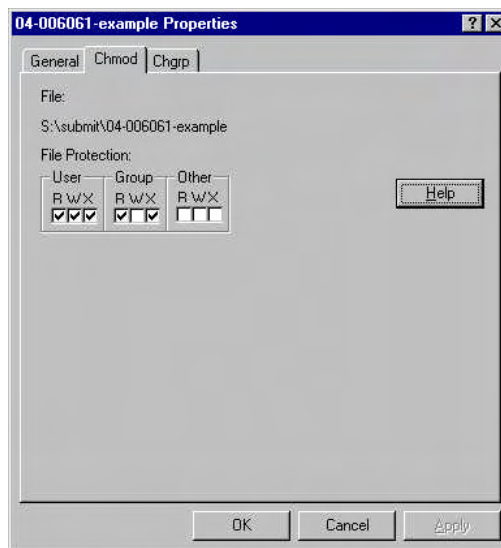 04-006061-example Properties
General Chmod Chgrp
File:
S:\submit\04-006061-example
File Protection:
User Group Other
R W X R W X R W X
Help
OK Cancel Apply